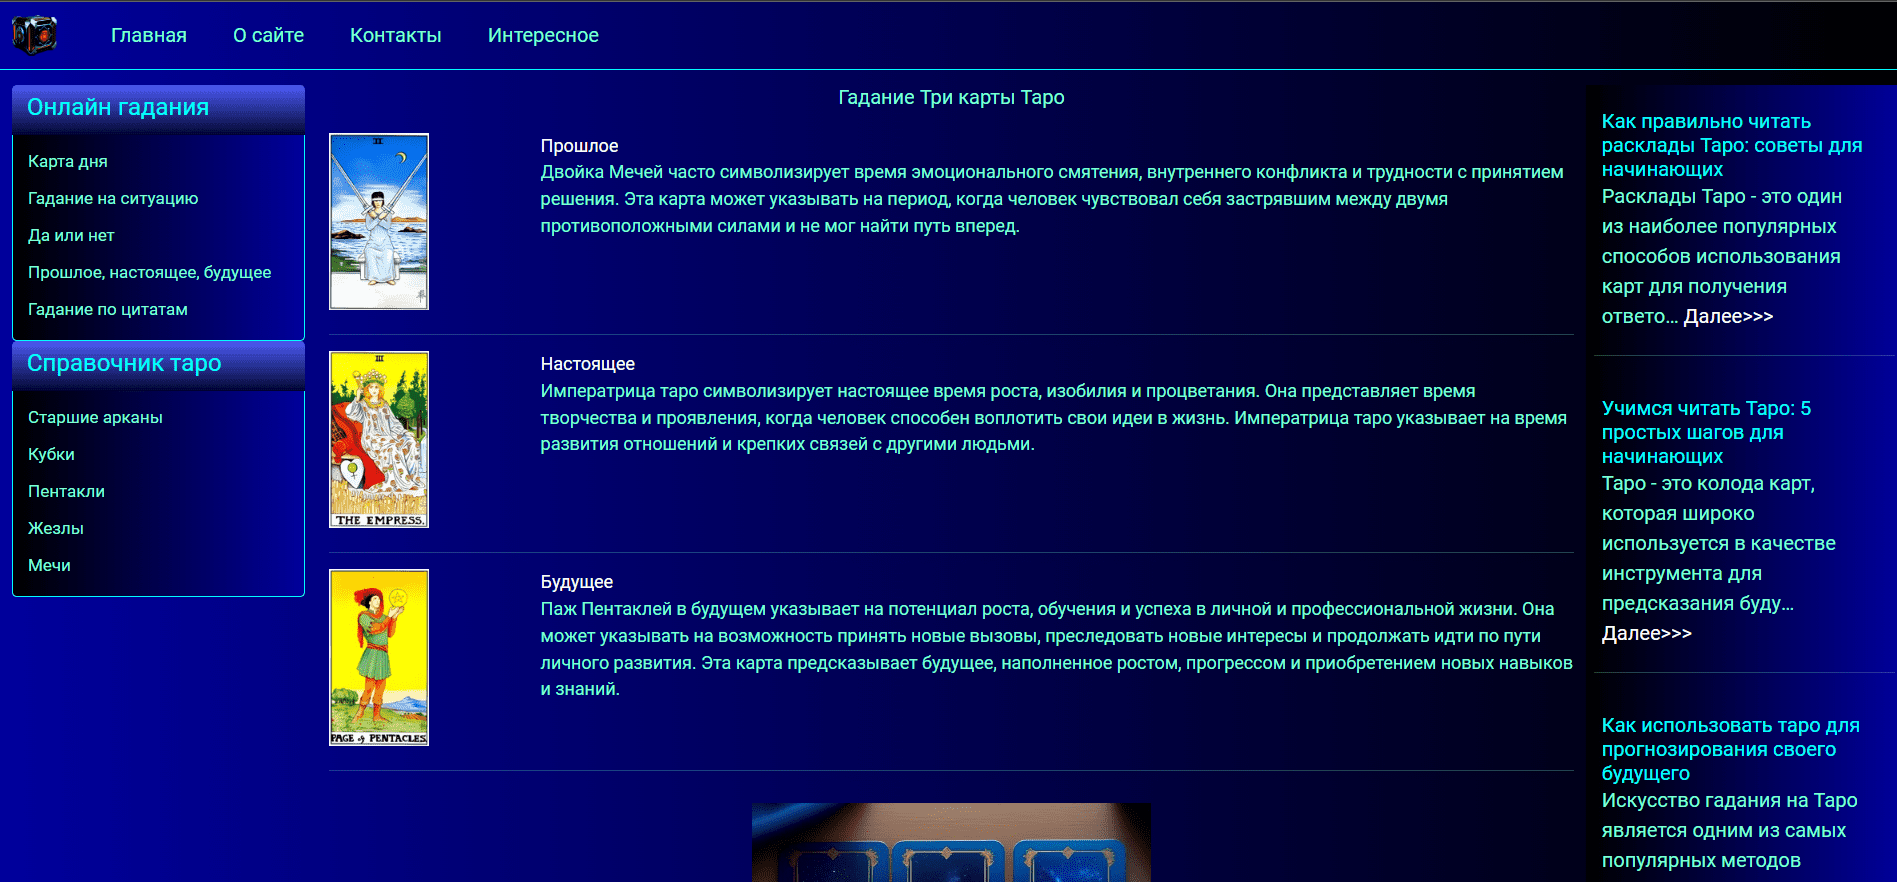 Главная
О сайте
Контакты
Интересное
Онлайн гадания
Карта дня
Гадание на ситуацию
Да или нет
Прошлое, настоящее, будущее
Гадание по цитатам
Справочник таро
Старшие арканы
Кубки
Пентакли
Жезлы
Мечи
Гадание Три карты Таро
II
Прошлое
Двойка Мечей часто символизирует время эмоционального смятения, внутреннего конфликта и трудности с принятием
решения. Эта карта может указывать на период, когда человек чувствовал себя застрявшим между двумя
противоположными силами и не мог найти путь вперед.
III
THE EMPRESS.
Настоящее
Императрица таро символизирует настоящее время роста, изобилия и процветания. Она представляет время
творчества и проявления, когда человек способен воплотить свои идеи в жизнь. Императрица таро указывает на время
развития отношений и крепких связей с другими людьми.
PAGE of PENTACLES.
Будущее
Паж Пентаклей в будущем указывает на потенциал роста, обучения и успеха в личной и профессиональной жизни. Она
может указывать на возможность принять новые вызовы, преследовать новые интересы и продолжать идти по пути
личного развития. Эта карта предсказывает будущее, наполненное ростом, прогрессом и приобретением новых навыков
и знаний.
Как правильно читать
расклады Таро: советы для
начинающих
Расклады Таро - это один
из наиболее популярных
способов использования
карт для получения
ответо... Далее>>>
Учимся читать Таро: 5
простых шагов для
начинающих
Таро - это колода карт,
которая широко
используется в качестве
инструмента для
предсказания буду...
Далее>>>
Как использовать таро для
прогнозирования своего
будущего
Искусство гадания на Таро
является одним из самых
популярных методов